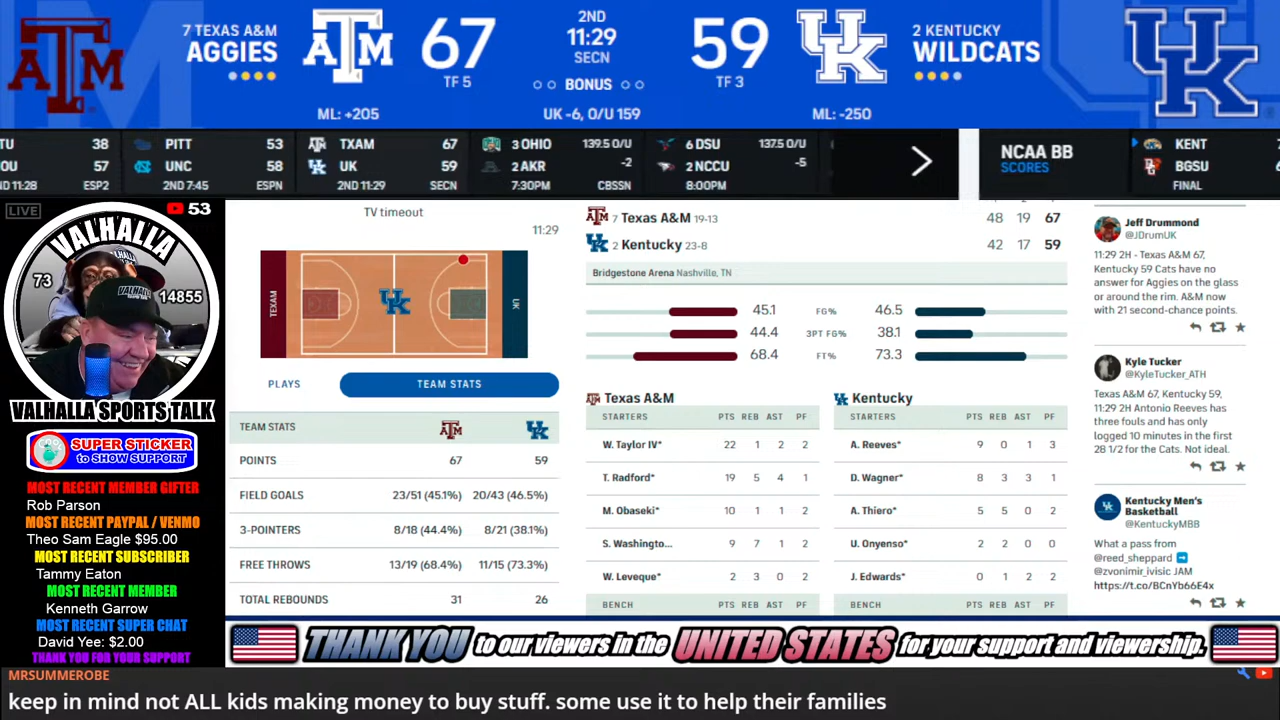 7 TEXAS A&M
AGGIES
67
TF 5
2ND
11:29
SECN
BONUS
59
TF 3
2 KENTUCKY
WILDCATS
ML: +205
UK -6, O/U 159
ML: -250
TU 38
OU 57
ND 11:28 ESP2
PITT 53
UNC 58
2ND 7:45 ESPN
TXAM 67
UK 59
2ND 11:29 SECN
3 OHIO 139.5 O/U
2 AKR -2
7:30PM CBSSN
6 DSU 137.5 O/U
2 NCCU -5
8:00PM
NCAA BB
SCORES
KENT
BGSU
FINAL
LIVE
53
VALHALLA
73
14855
VALHALLA SPORTS TALK
SUPER STICKER
to SHOW SUPPORT
MOST RECENT MEMBER GIFTER
Rob Parson
MOST RECENT PAYPAL / VENMO
Theo Sam Eagle $95.00
MOST RECENT SUBSCRIBER
Tammy Eaton
MOST RECENT MEMBER
Kenneth Garrow
MOST RECENT SUPER CHAT
David Yee: $2.00
THANK YOU FOR YOUR SUPPORT
TV timeout
11:29
TEXAM
UK
PLAYS
TEAM STATS
TEAM STATS
POINTS 67 59
FIELD GOALS 23/51 (45.1%) 20/43 (46.5%)
3-POINTERS 8/18 (44.4%) 8/21 (38.1%)
FREE THROWS 13/19 (68.4%) 11/15 (73.3%)
TOTAL REBOUNDS 31 26
7 Texas A&M 19-13 48 19 67
2 Kentucky 23-8 42 17 59
Bridgestone Arena Nashville, TN
45.1 FG% 46.5
44.4 3PT FG% 38.1
68.4 FT% 73.3
Texas A&M
STARTERS PTS REB AST PF
W. Taylor IV* 22 1 2 2
T. Radford* 19 5 4 1
M. Obaseki* 10 1 1 2
S. Washingto... 9 7 1 2
W. Leveque* 2 3 0 2
BENCH PTS REB AST PF
Kentucky
STARTERS PTS REB AST PF
A. Reeves* 9 0 1 3
D. Wagner* 8 3 3 1
A. Thiero* 5 5 0 2
U. Onyenso* 2 2 0 0
J. Edwards* 0 1 2 2
BENCH PTS REB AST PF
Jeff Drummond
@JDrumUK
11:29 2H - Texas A&M 67,
Kentucky 59 Cats have no
answer for Aggies on the glass
or around the rim. A&M now
with 21 second-chance points.
Kyle Tucker
@KyleTucker_ATH
Texas A&M 67, Kentucky 59,
11:29 2H Antonio Reeves has
three fouls and has only
logged 10 minutes in the first
28 1/2 for the Cats. Not ideal.
Kentucky Men's
Basketball
@KentuckyMBB
What a pass from
@reed_sheppard
@zvonimir_ivisic JAM
https://t.co/BCnYb66E4x
THANK YOU to our viewers in the UNITED STATES for your support and viewership.
MRSUMMEROBE
keep in mind not ALL kids making money to buy stuff. some use it to help their families